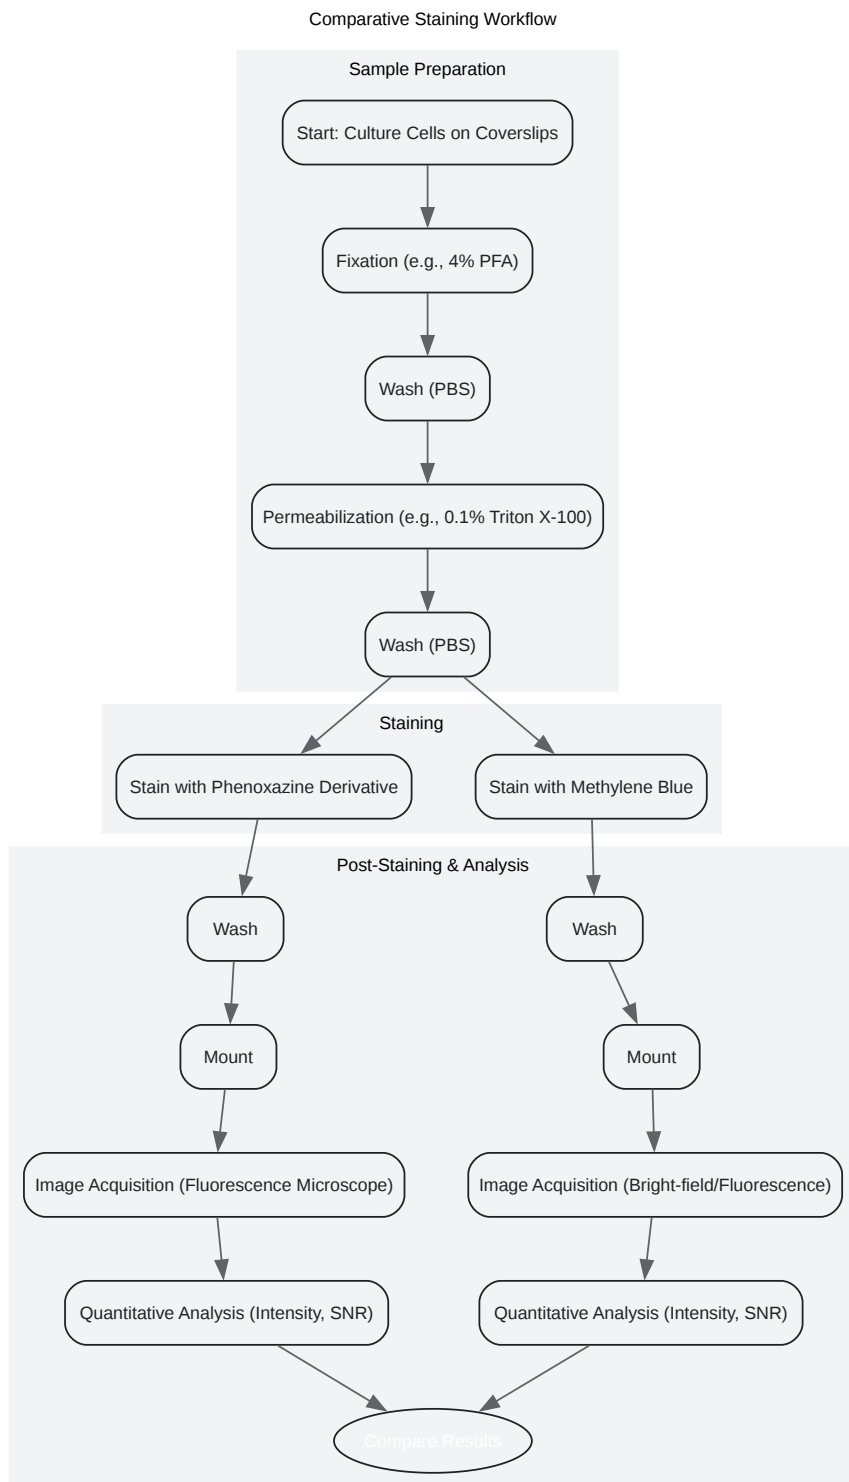 Comparative Staining Workflow
Sample Preparation
Start: Culture Cells on Coverslips
Fixation (e.g., 4% PFA)
Wash (PBS)
Permeabilization (e.g., 0.1% Triton X-100)
Wash (PBS)
Staining
Stain with Phenoxazine Derivative
Stain with Methylene Blue
Post-Staining & Analysis
Wash
Wash
Mount
Mount
Image Acquisition (Fluorescence Microscope)
Image Acquisition (Bright-field/Fluorescence)
Quantitative Analysis (Intensity, SNR)
Quantitative Analysis (Intensity, SNR)
Compare Results